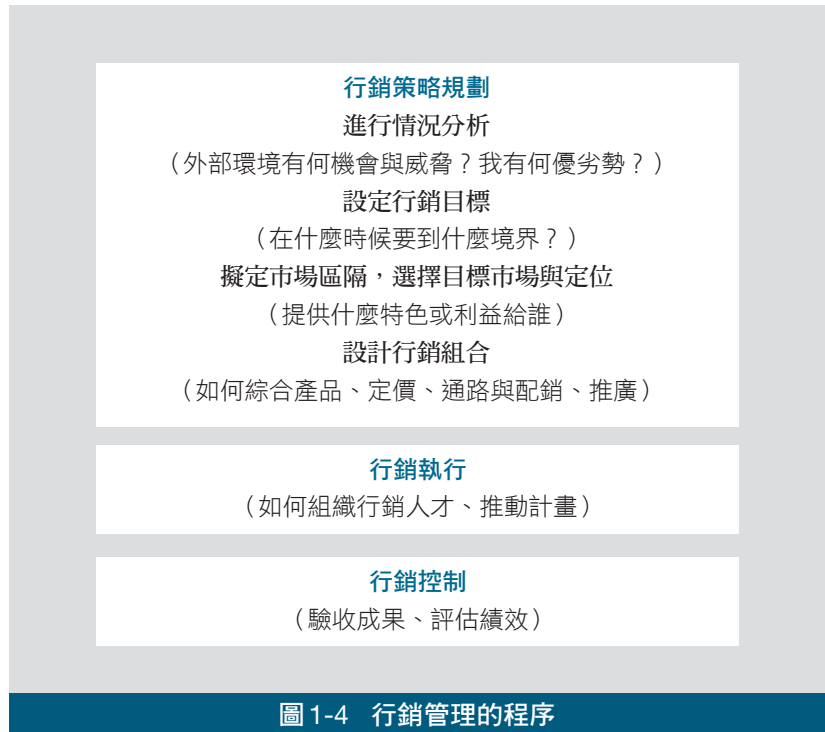 行銷策略規劃
進行情況分析
（外部環境有何機會與威脅？我有何優劣勢？）
設定行銷目標
（在什麼時候要到什麼境界？）
擬定市場區隔，選擇目標市場與定位
（提供什麼特色或利益給誰）
設計行銷組合
（如何綜合產品、定價、通路與配銷、推廣）
行銷執行
（如何組織行銷人才、推動計畫）
行銷控制
（驗收成果、評估績效）
圖1-4 行銷管理的程序